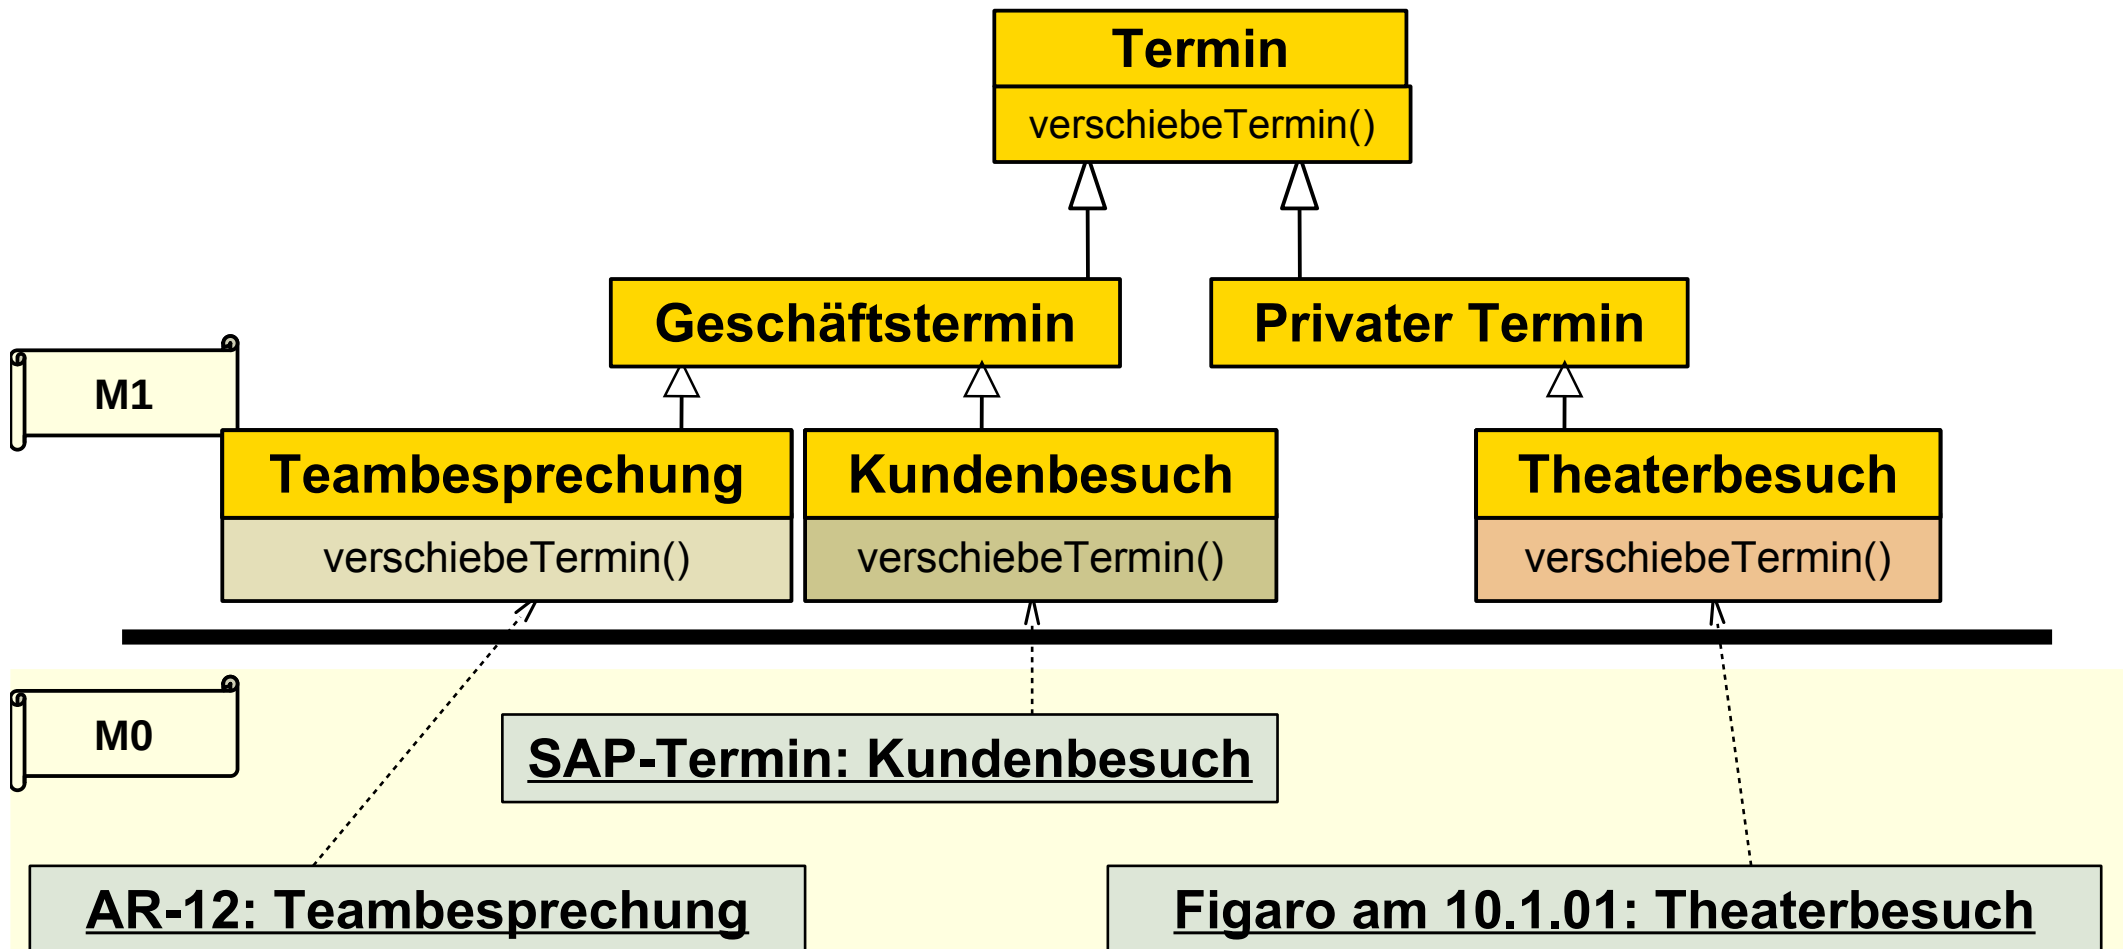 Termin
verschiebeTermin()
Geschäftstermin
Privater Termin
M1
Teambesprechung
Kundenbesuch
Theaterbesuch
verschiebeTermin()
verschiebeTermin()
verschiebeTermin()
M0
SAP-Termin: Kundenbesuch
AR-12: Teambesprechung
Figaro am 10.1.01: Theaterbesuch